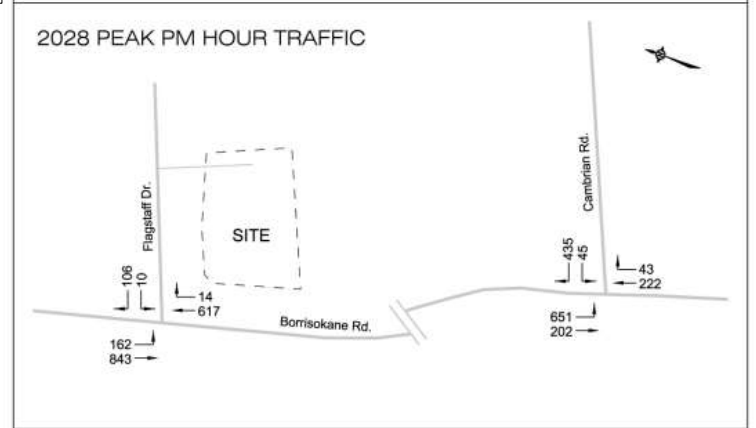 2028 PEAK PM HOUR TRAFFIC
Flagstaff Dr.
SITE
Cambrian Rd.
106
10
14
617
162
843
Borrisokane Rd.
435
45
43
222
651
202